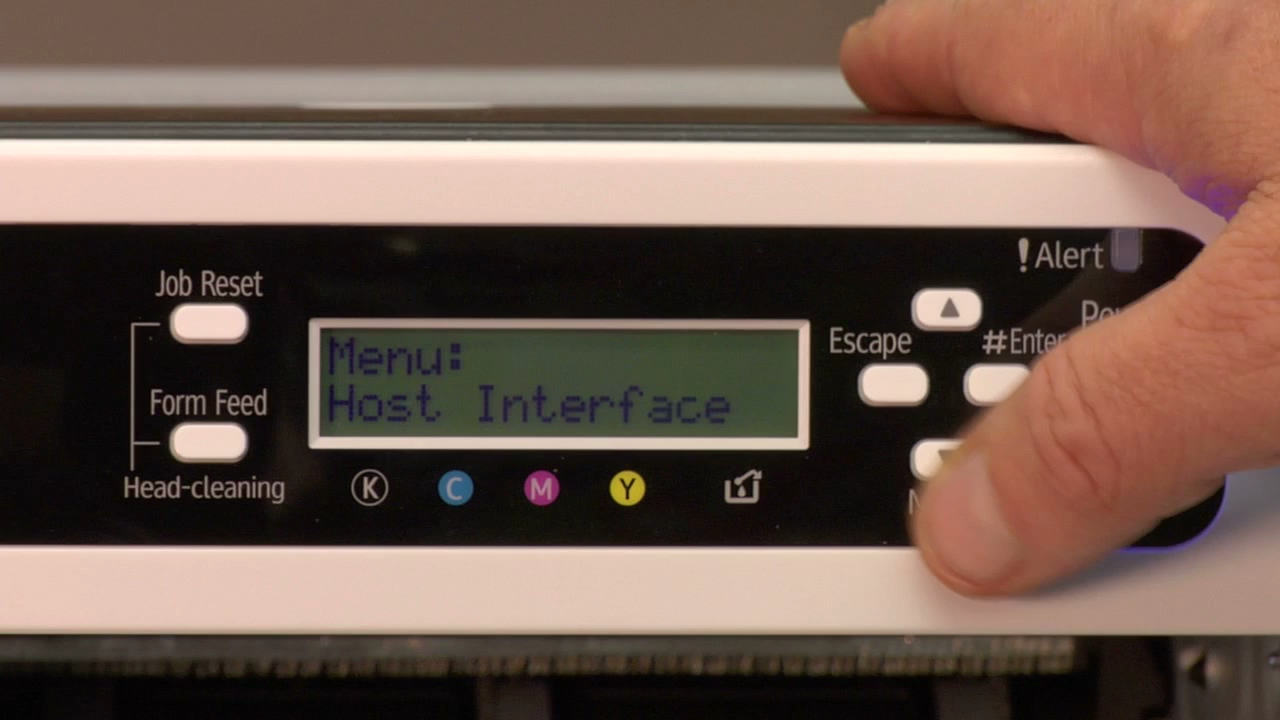 Job Reset
Form Feed
Head-cleaning
Menu:
Host Interface
K C M Y
! Alert
Escape
#Enter